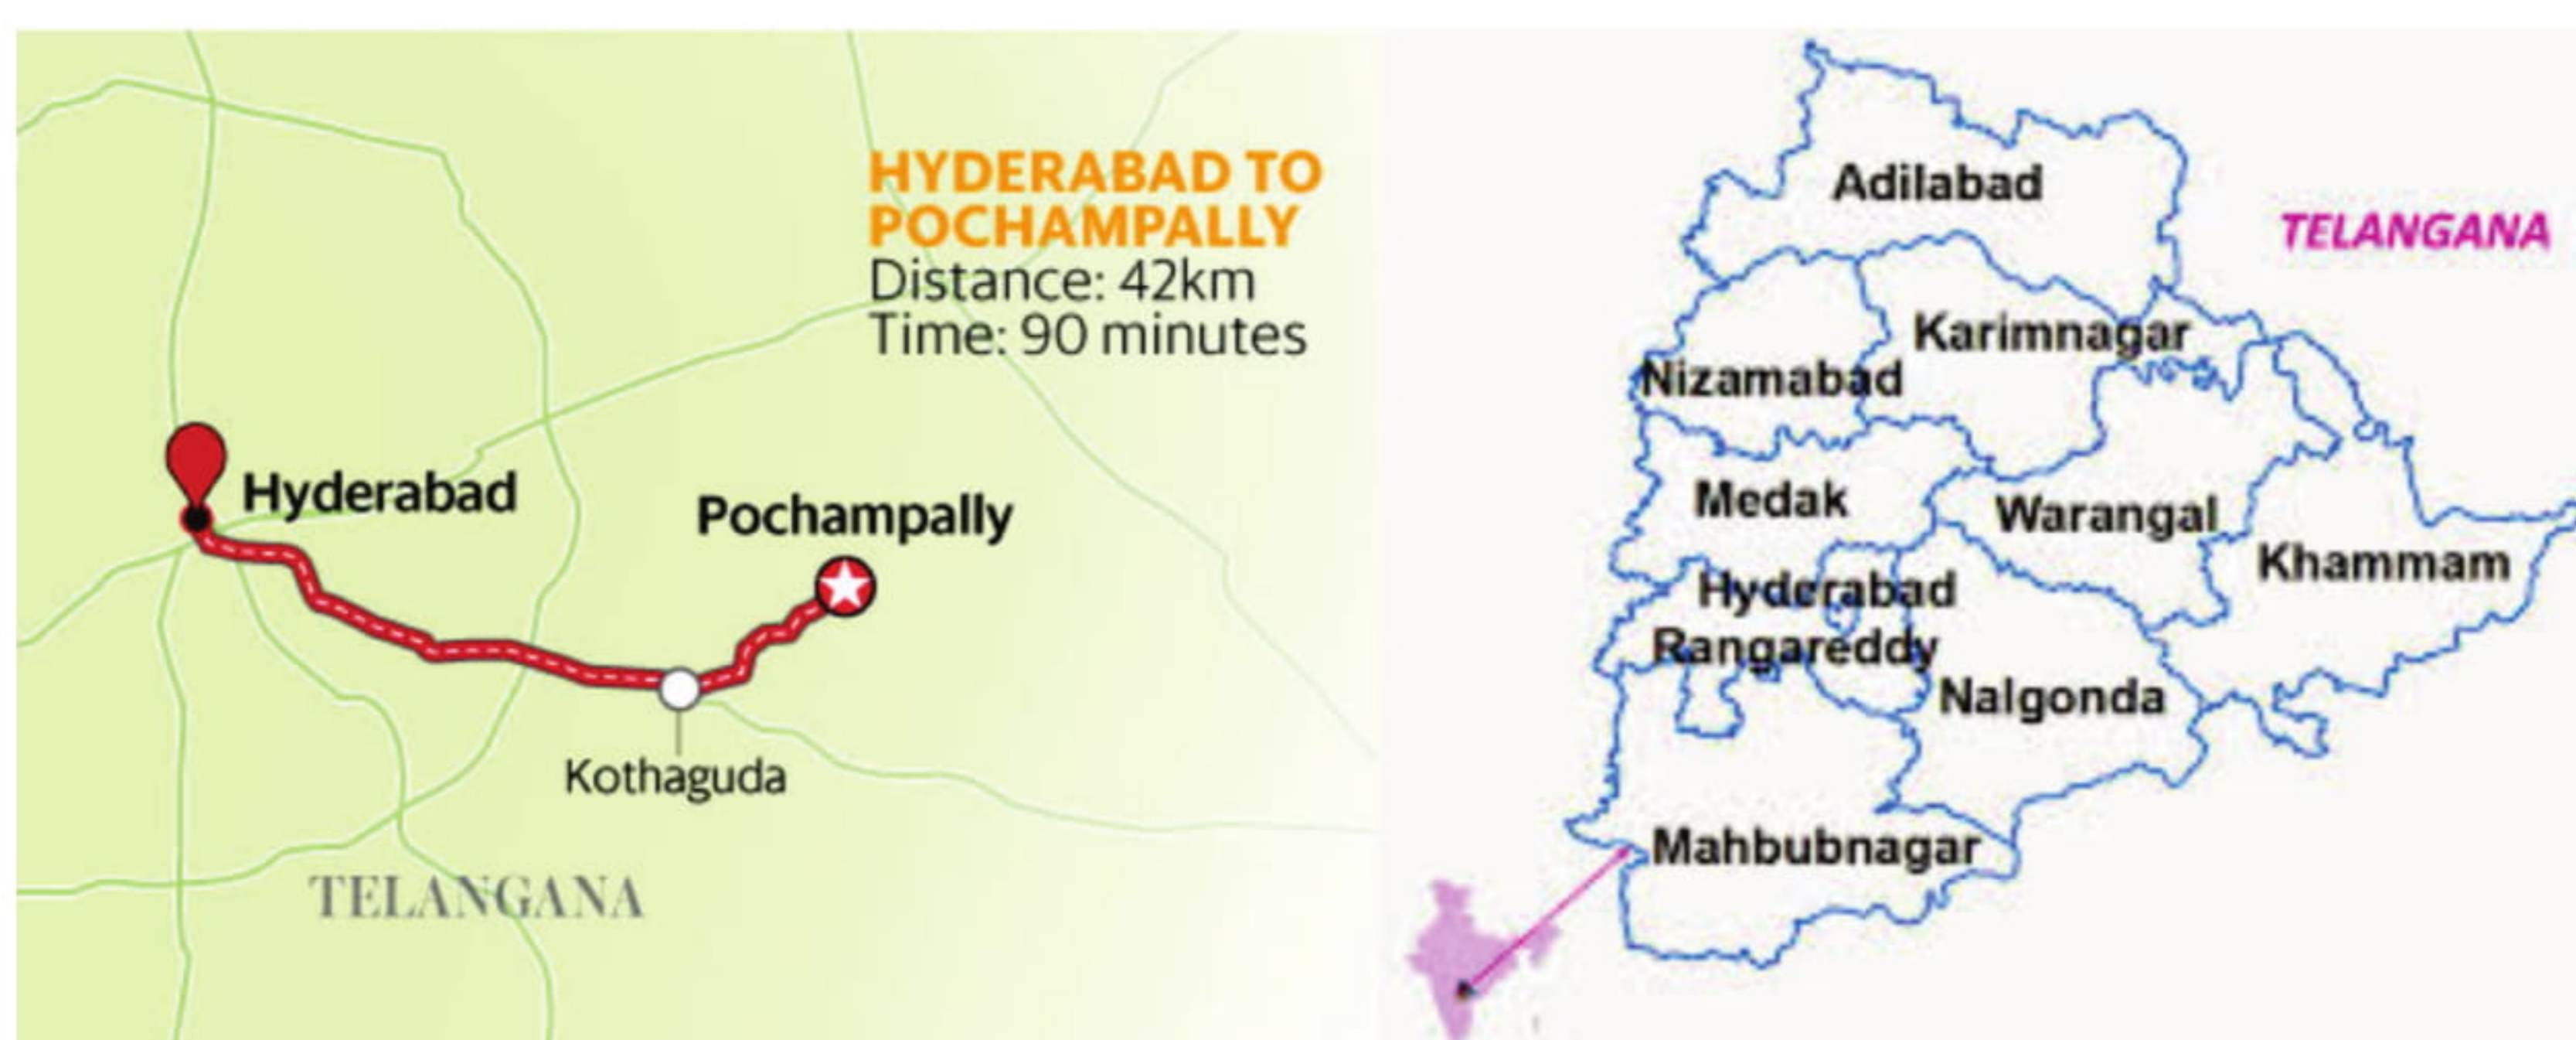 HYDERABAD TO
POCHAMPALLY
Distance: 42km
Time: 90 minutes
Hyderabad
Pochampally
Kothaguda
TELANGANA
Adilabad
TELANGANA
Karimnagar
Nizamabad
Medak
Warangal
Khammam
Hyderabad
Rangareddy
Nalgonda
Mahbubnagar